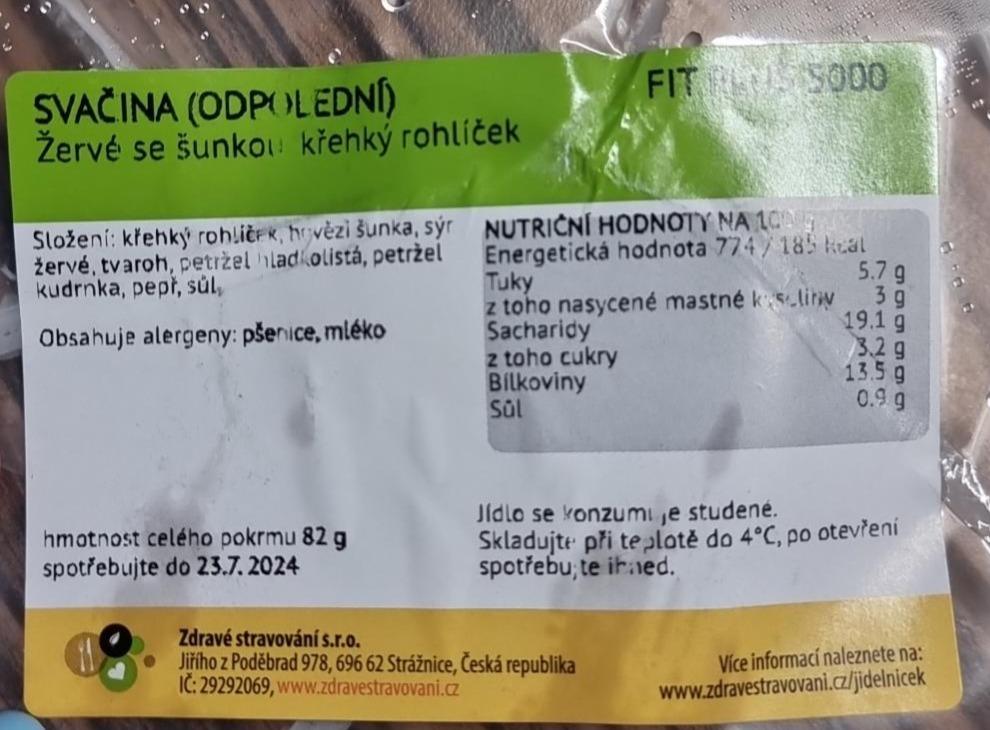 SVAČINA (ODPOLEDNÍ)
Žervé se šunkou křehký rohlíček
FIT PLUS 5000
Složení: křehký rohlíček, hovězí šunka, sýr
žervé, tvaroh, petržel hladkolistá, petržel
kudrnka, pepř, sůl,
Obsahuje alergeny: pšenice, mléko
hmotnost celého pokrmu 82 g
spotřebujte do 23.7. 2024
NUTRIČNÍ HODNOTY NA 100 g
Energetická hodnota 774 / 185 kcal
Tuky 5.7 g
z toho nasycené mastné kyseliny 3 g
Sacharidy 19.1 g
z toho cukry 3.2 g
Bílkoviny 13.5 g
Sůl 0.9 g
Jídlo se konzumuje studené.
Skladujte při teplotě do 4°C, po otevření
spotřebujte ihned.
Zdravé stravování s.r.o.
Jiřího z Poděbrad 978, 696 62 Strážnice, Česká republika
IČ: 29292069, www.zdravestravovani.cz
Více informací naleznete na:
www.zdravestravovani.cz/jidelnicek